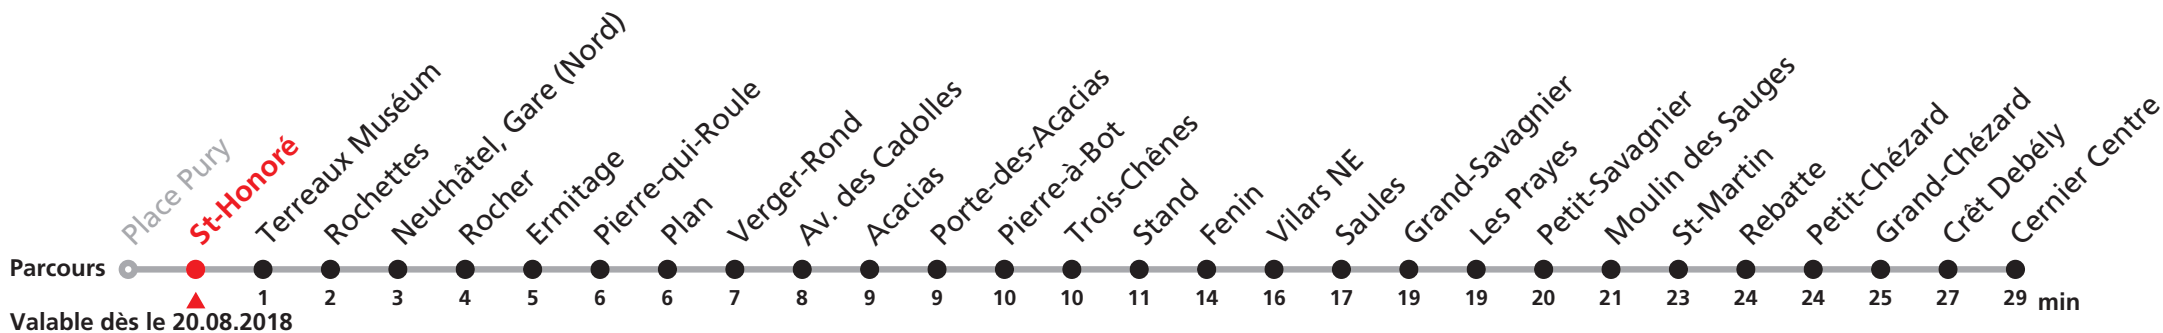 Place Pury
St-Honoré
Terreaux Muséum
Rochettes
Neuchâtel, Gare (Nord)
Rocher
Ermitage
Pierre-qui-Roule
Plan
Verger-Rond
Av. des Cadolles
Acacias
Porte-des-Acacias
Pierre-à-Bot
Trois-Chênes
Stand
Fenin
Vilars NE
Saules
Grand-Savagnier
Les Prayes
Petit-Savagnier
Moulin des Sauges
St-Martin
Rebatte
Petit-Chézard
Grand-Chézard
Crêt Debély
Cernier Centre
Parcours
1 2 3 4 5 6 6 7 8 9 9 10 10 11 14 16 17 19 19 20 21 23 24 24 25 27 29 min
Valable dès le 20.08.2018